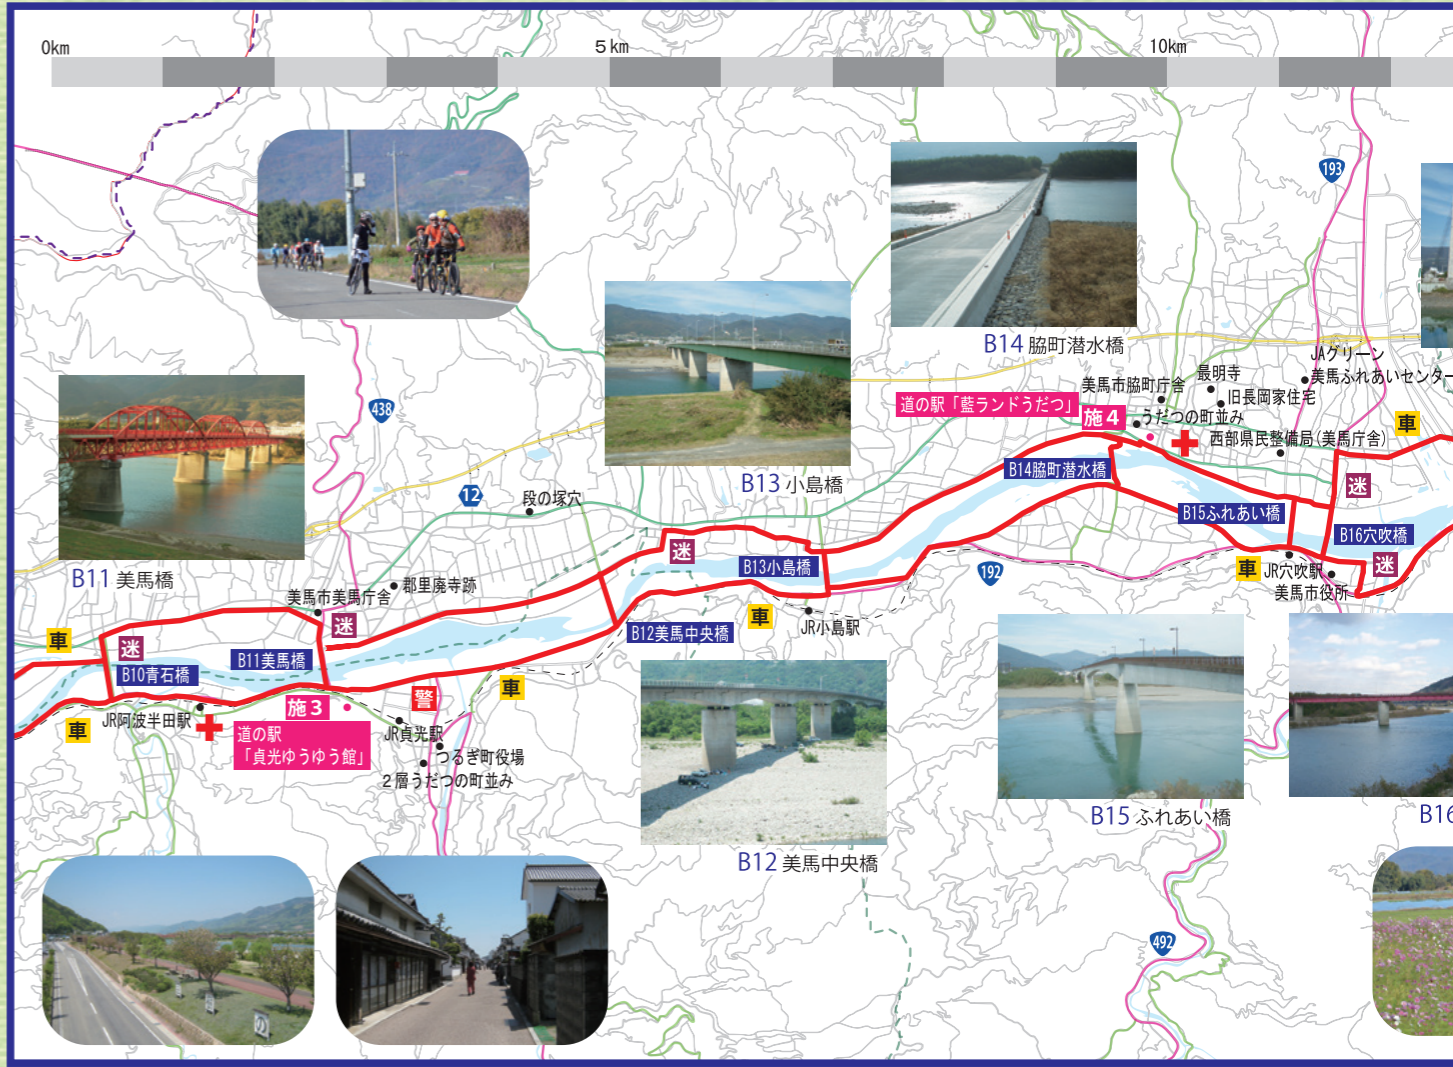 0km
5km
10km
193
B14 脇町潜水橋
JAグリーン
美馬ふれあいセンター
最明寺
美馬市脇町庁舎
旧長岡家住宅
道の駅「藍ランドうだつ」
施4
うだつの町並み
車
西部県民整備局(美馬庁舎)
438
B14脇町潜水橋
迷
B13 小島橋
12
段の塚穴
B15ふれあい橋
B16穴吹橋
迷
B13小島橋
192
車
JR穴吹駅
迷
美馬市役所
B11 美馬橋
郡里廃寺跡
美馬市美馬庁舎
迷
車
JR小島駅
B12美馬中央橋
車
迷
B11美馬橋
B10青石橋
車
警
施3
JR阿波半田駅
車
道の駅
「貞光ゆうゆう館」
JR貞光駅
つるぎ町役場
2層うだつの町並み
B15 ふれあい橋
B16
B12 美馬中央橋
492
の